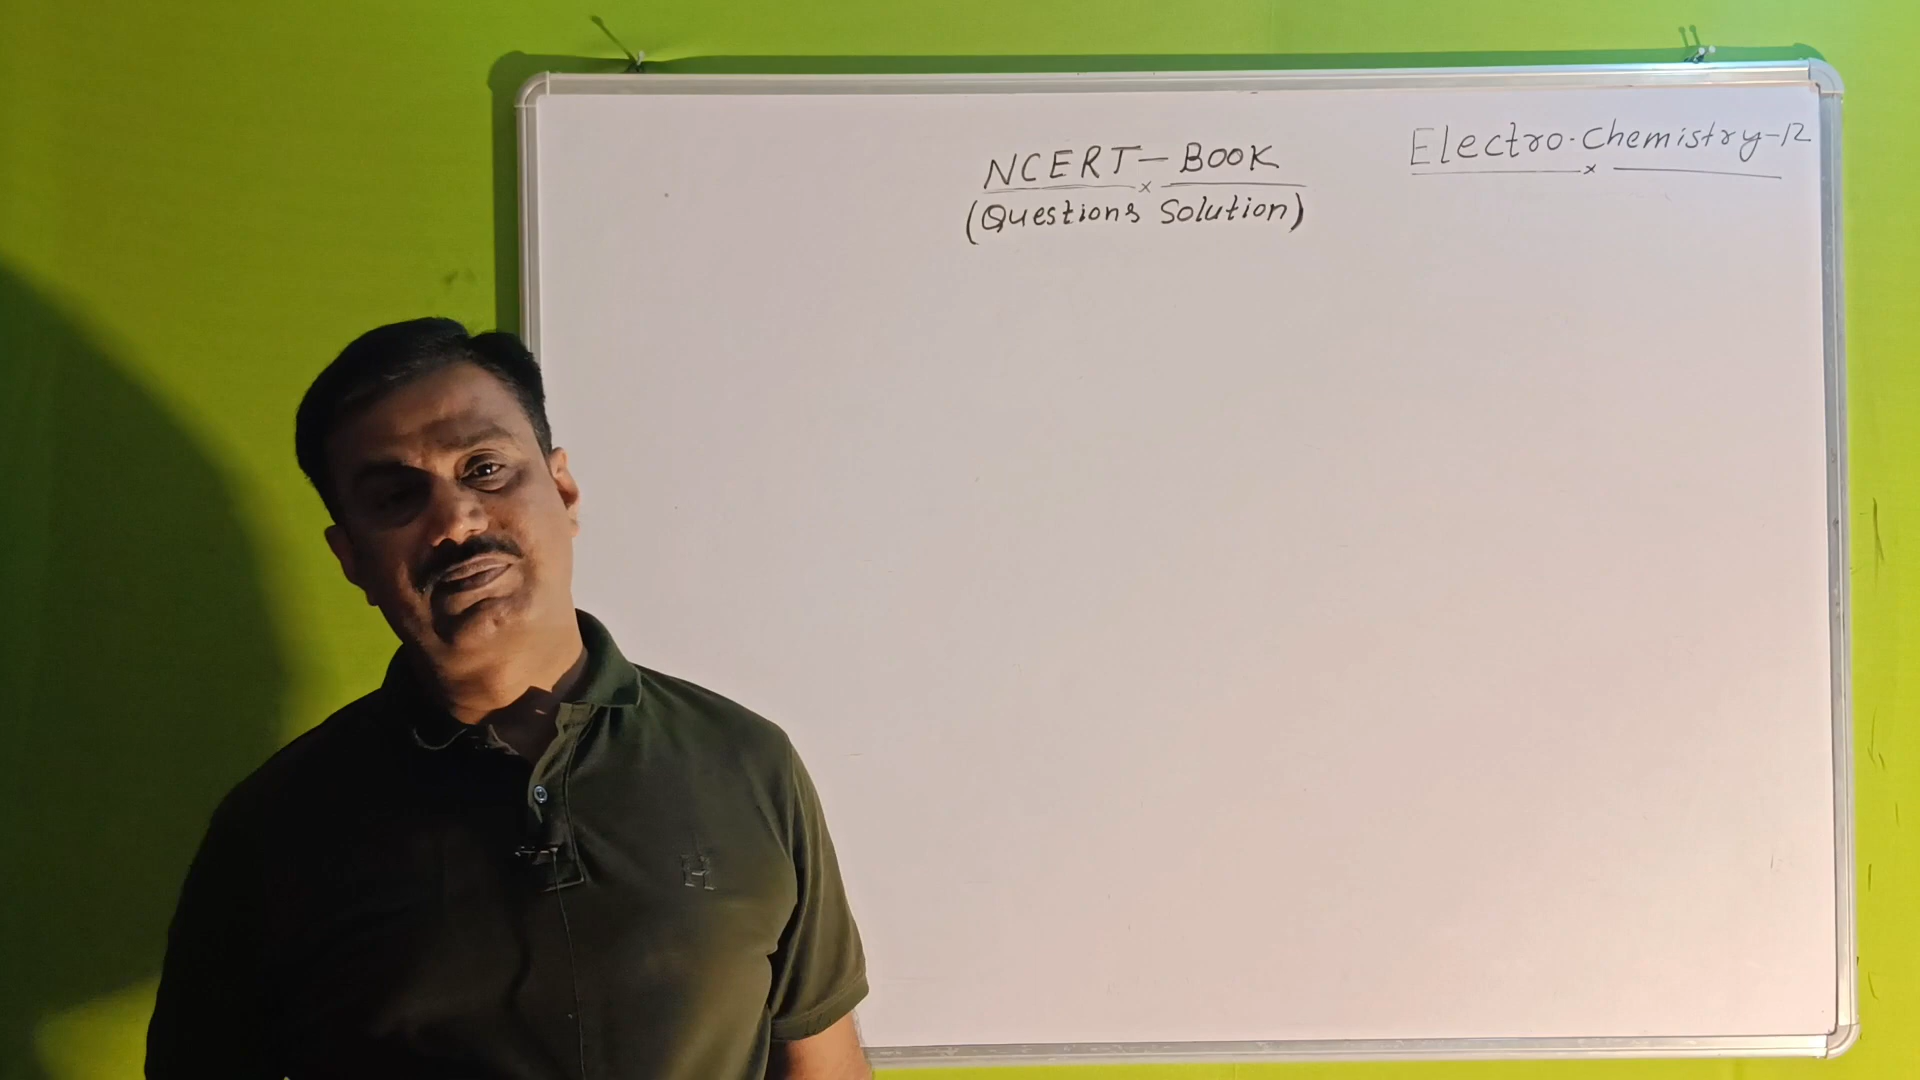 NCERT - BOOK
(Questions Solution)
Electro-Chemistry-12
H